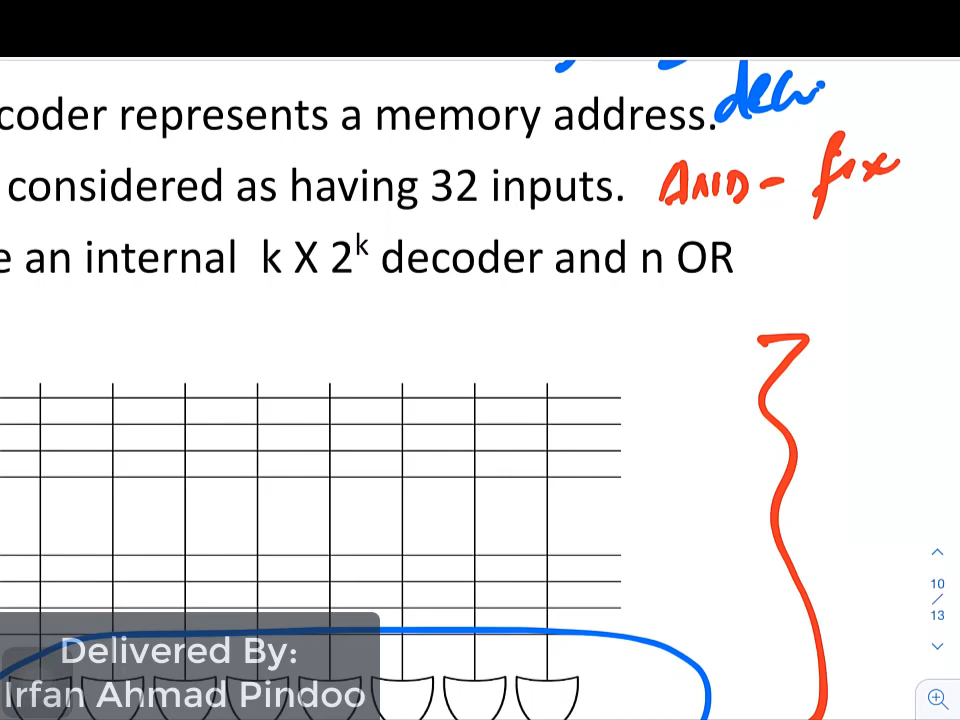 coder represents a memory address.
considered as having 32 inputs. AND - fix
e an internal k X 2ᵏ decoder and n OR
10
/
13
Delivered By:
Irfan Ahmad Pindoo